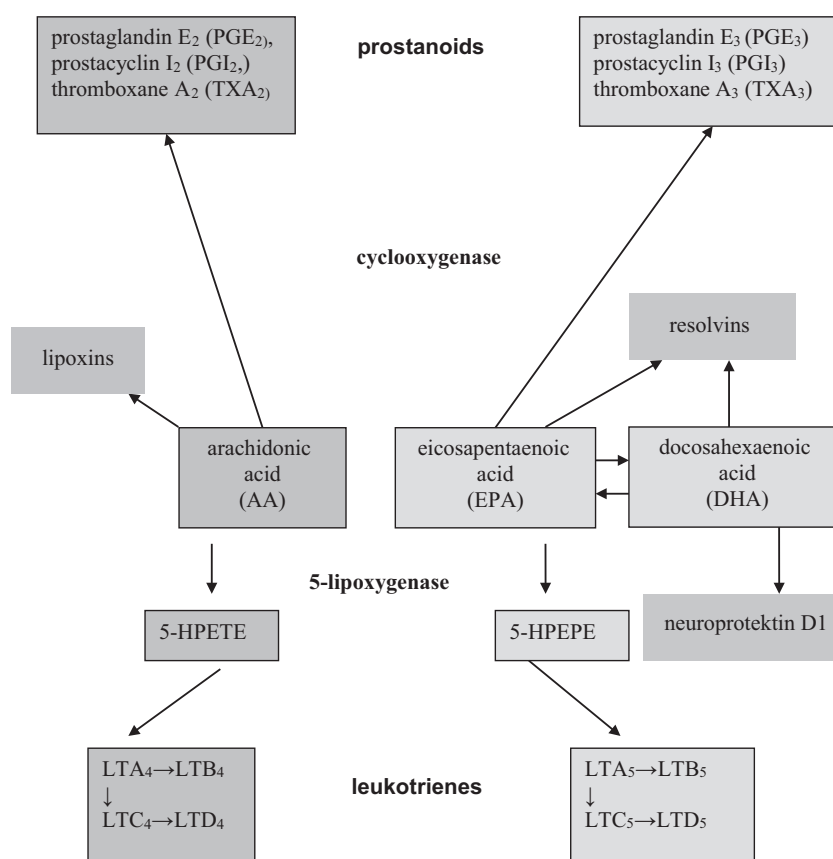 prostaglandin E₂ (PGE₂₎,
prostacyclin I₂ (PGI₂,)
thromboxane A₂ (TXA₂₎
prostanoids
prostaglandin E₃ (PGE₃)
prostacyclin I₃ (PGI₃)
thromboxane A₃ (TXA₃)
cyclooxygenase
resolvins
lipoxins
arachidonic
acid
(AA)
eicosapentaenoic
acid
(EPA)
docosahexaenoic
acid
(DHA)
5-lipoxygenase
5-HPETE
5-HPEPE
neuroprotektin D1
LTA₄→LTB₄
↓
LTC₄→LTD₄
leukotrienes
LTA₅→LTB₅
↓
LTC₅→LTD₅